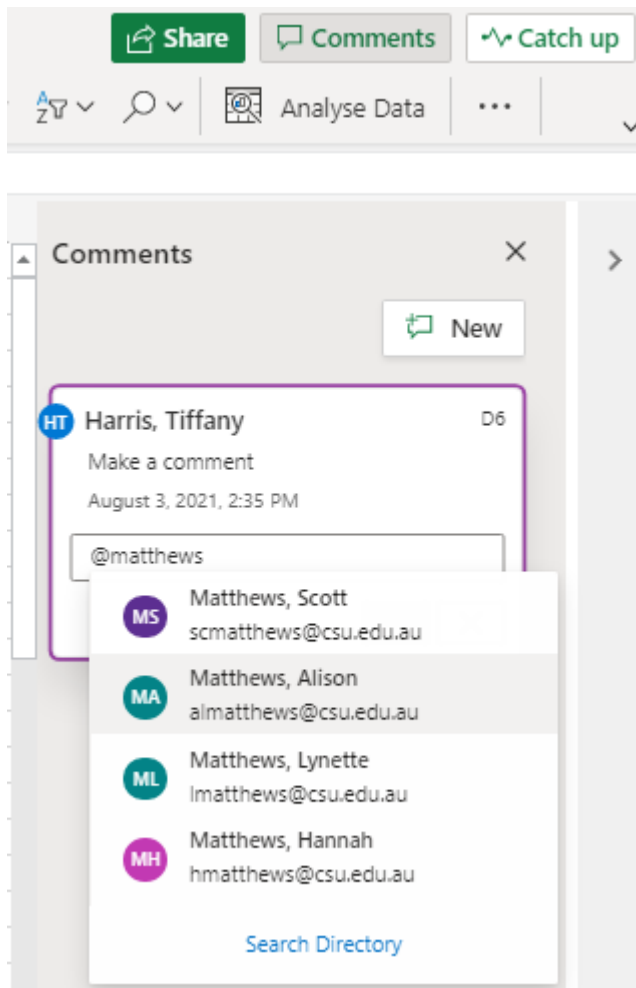 Share Comments Catch up
A
Z Analyse Data ...
Comments
New
HT Harris, Tiffany D6
Make a comment
August 3, 2021, 2:35 PM
@matthews
MS Matthews, Scott
scmatthews@csu.edu.au
MA Matthews, Alison
almatthews@csu.edu.au
ML Matthews, Lynette
lmatthews@csu.edu.au
MH Matthews, Hannah
hmatthews@csu.edu.au
Search Directory